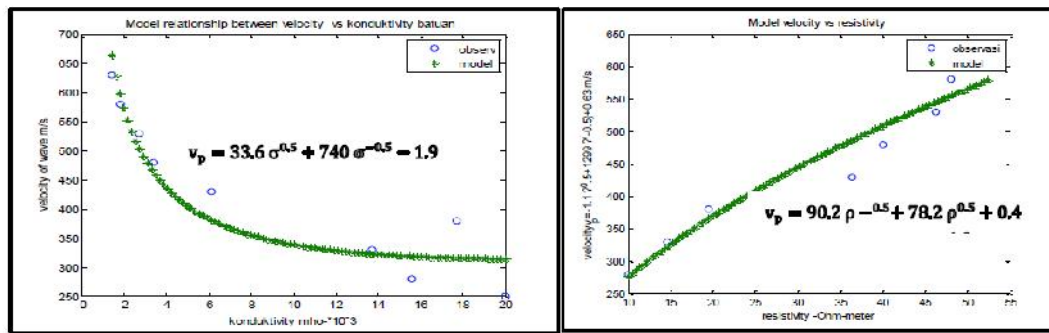 Model relationship between velocity vs konduktivity batuan
700
650
600
550
500
450
400
350
300
250
velocity of wave m/s
observ
model
v_p = 33.6 σ^0.5 + 740 σ^-0.5 - 1.9
0 2 4 6 8 10 12 14 16 18 20
konduktivity mho-*10^3
Model velocity vs resistivity
650
600
550
500
450
400
350
300
250
observasi
model
v_p = 90.2 ρ -^0.5 + 78.2 ρ^0.5 + 0.4
10 15 20 25 30 35 40 45 50 55
resistivity -Ohm-meter